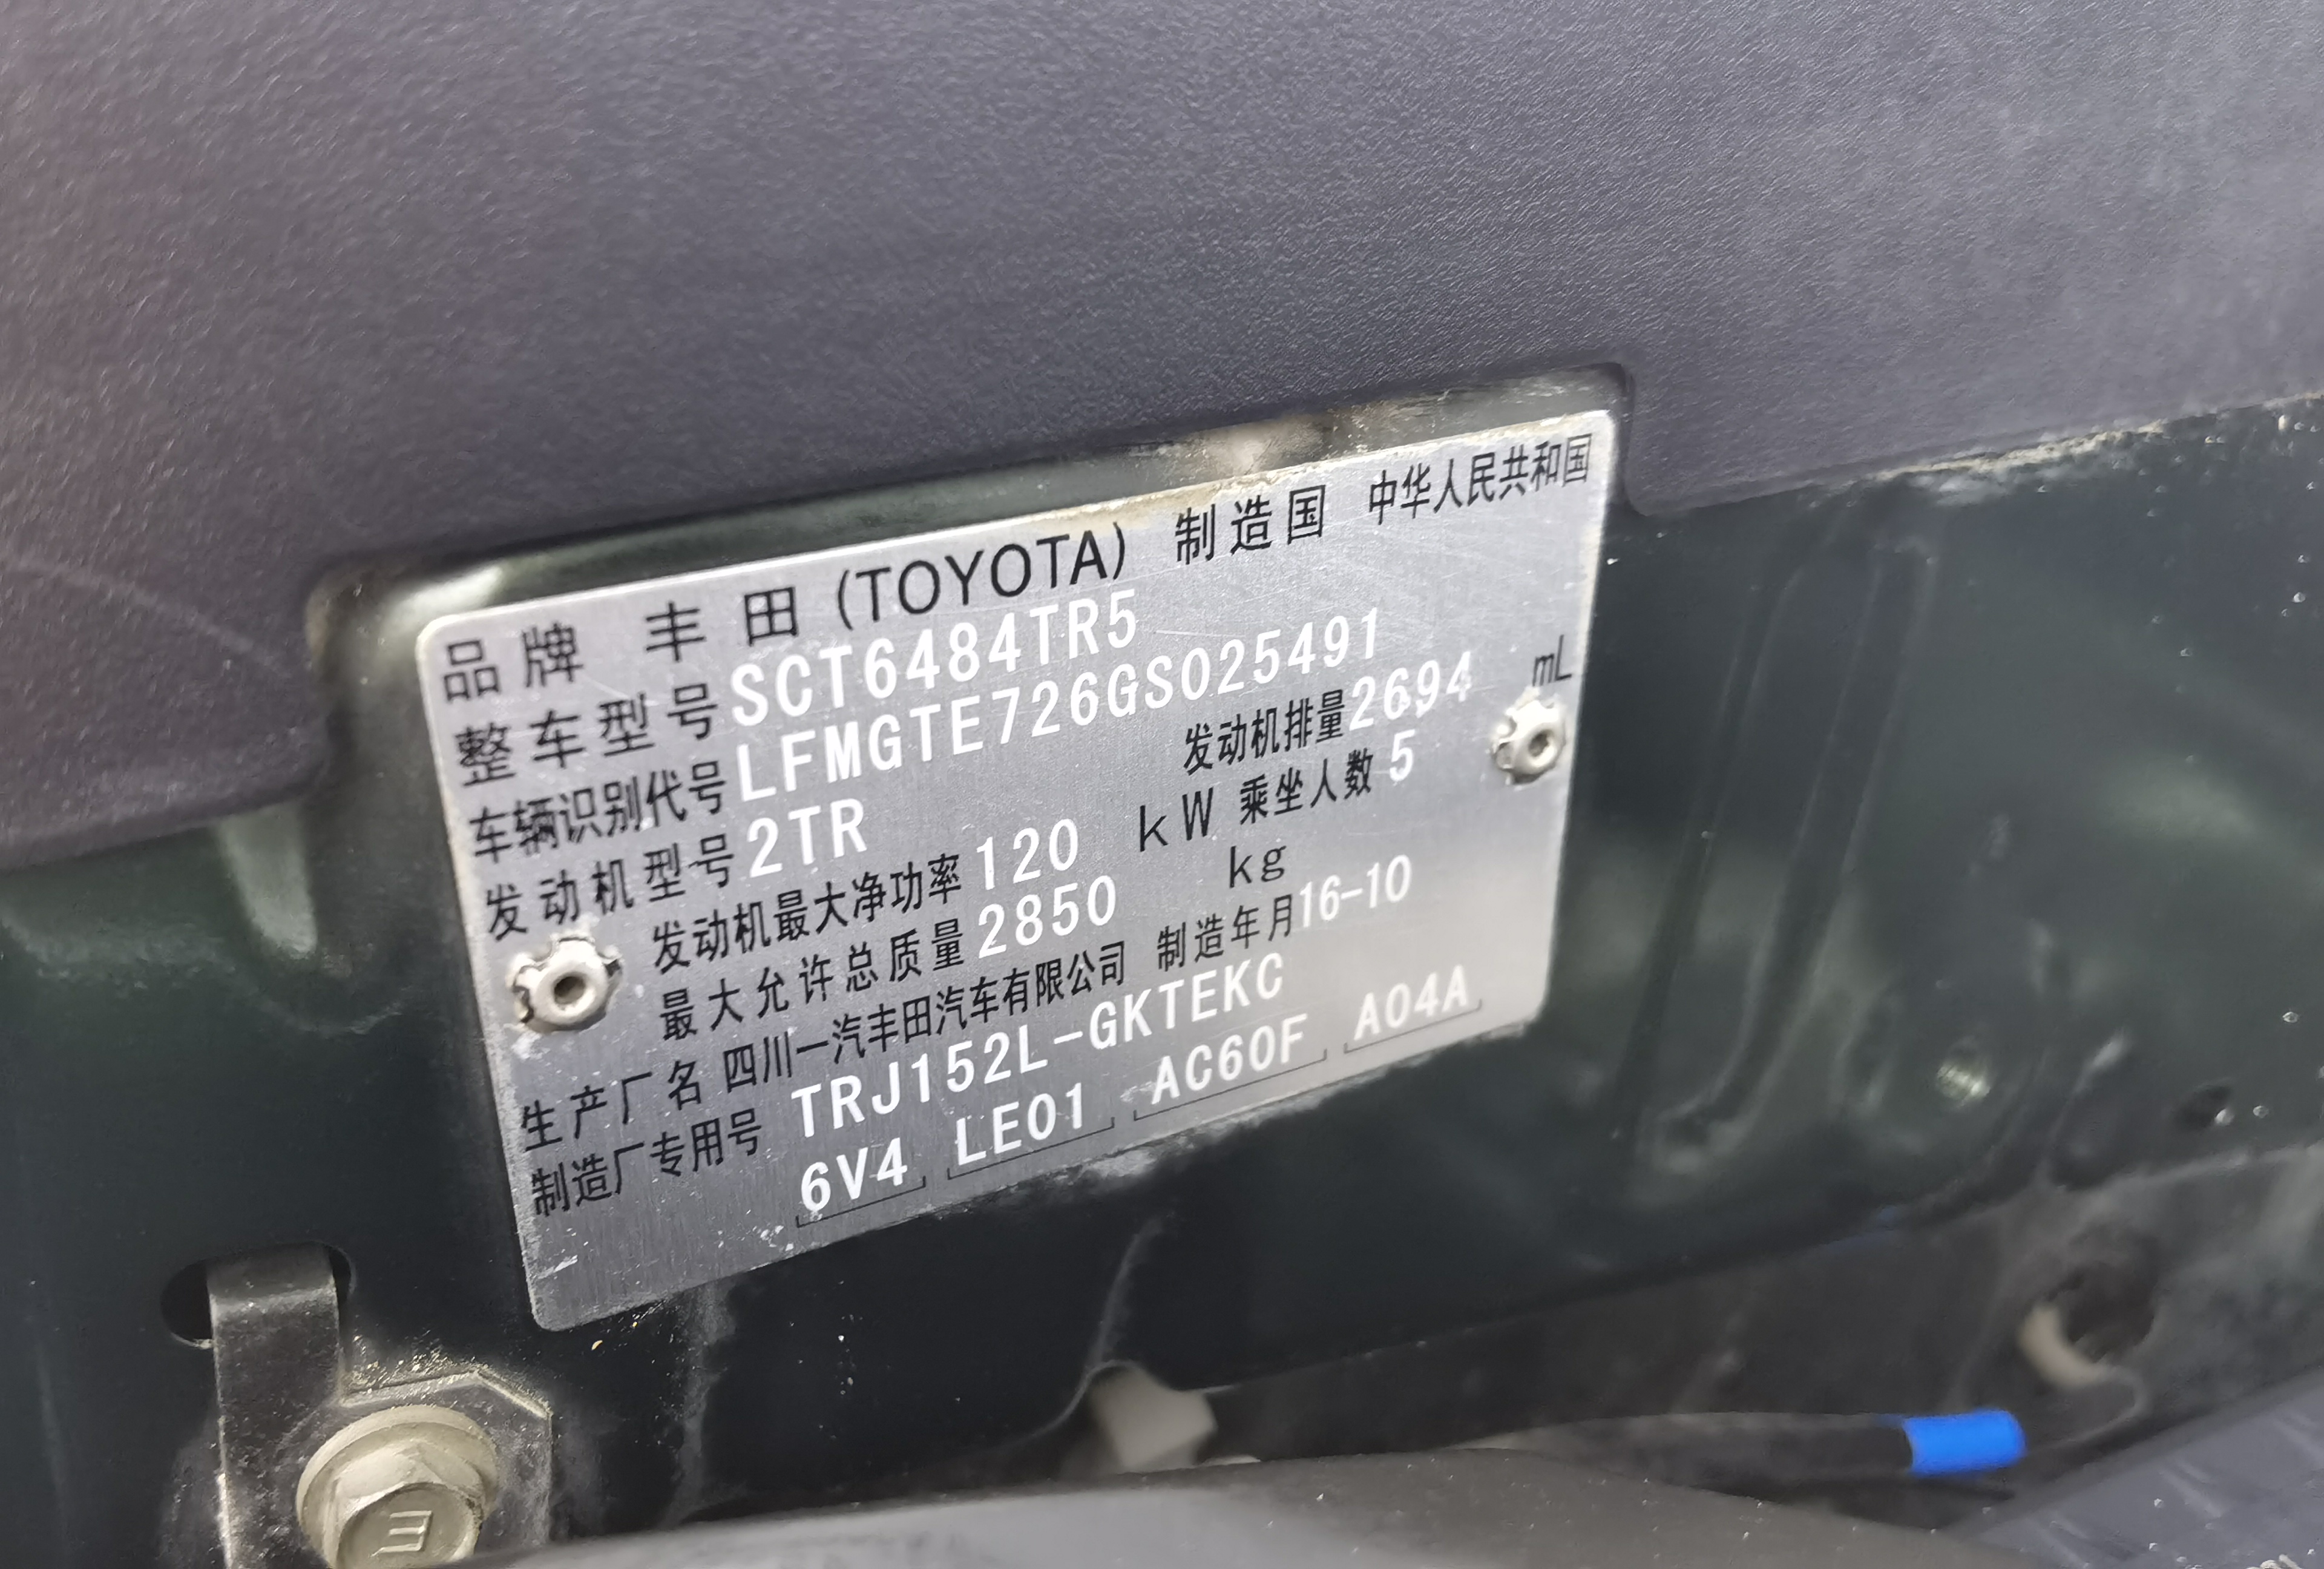 品牌 丰田 (TOYOTA) 制造国 中华人民共和国
整车型号 SCT6484TR5
车辆识别代号 LFMGTE726GS025491
发动机型号 2TR 发动机排量 2694 mL
发动机最大净功率 120 kW 乘坐人数 5
最大允许总质量 2850 kg
生产厂名 四川一汽丰田汽车有限公司 制造年月 16-10
制造厂专用号 TRJ152L-GKTEKC
6V4 LE01 AC60F A04A
E